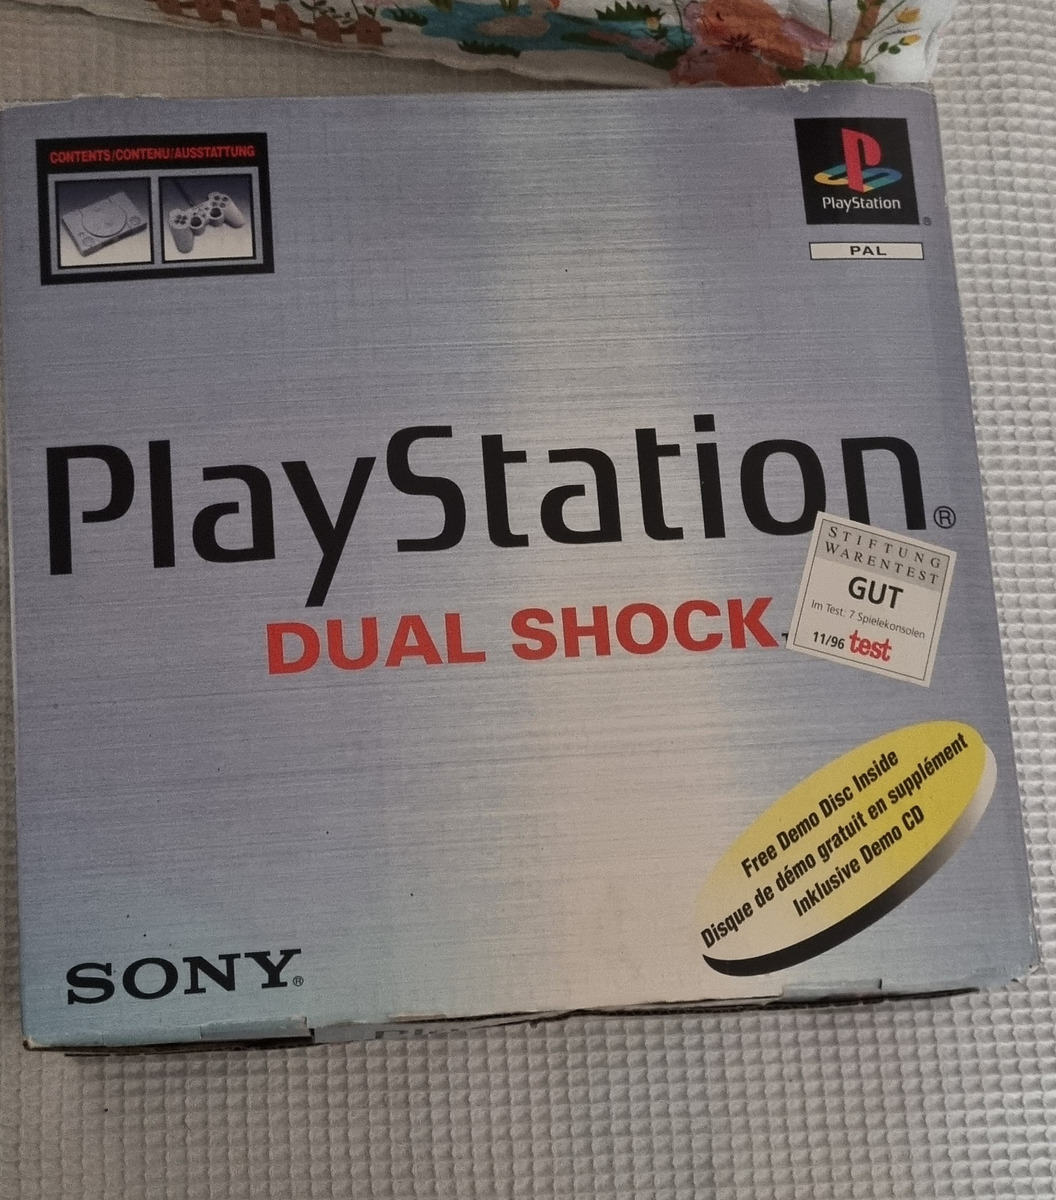 CONTENTS/CONTENU/AUSSTATTUNG
PlayStation
®
PAL
PlayStation®
DUAL SHOCK
STIFTUNG
WARENTEST
GUT
Im Test: 7 Spielekonsolen
11/96 test
Free Demo Disc Inside
Disque de démo gratuit en supplément
Inklusive Demo CD
SONY®